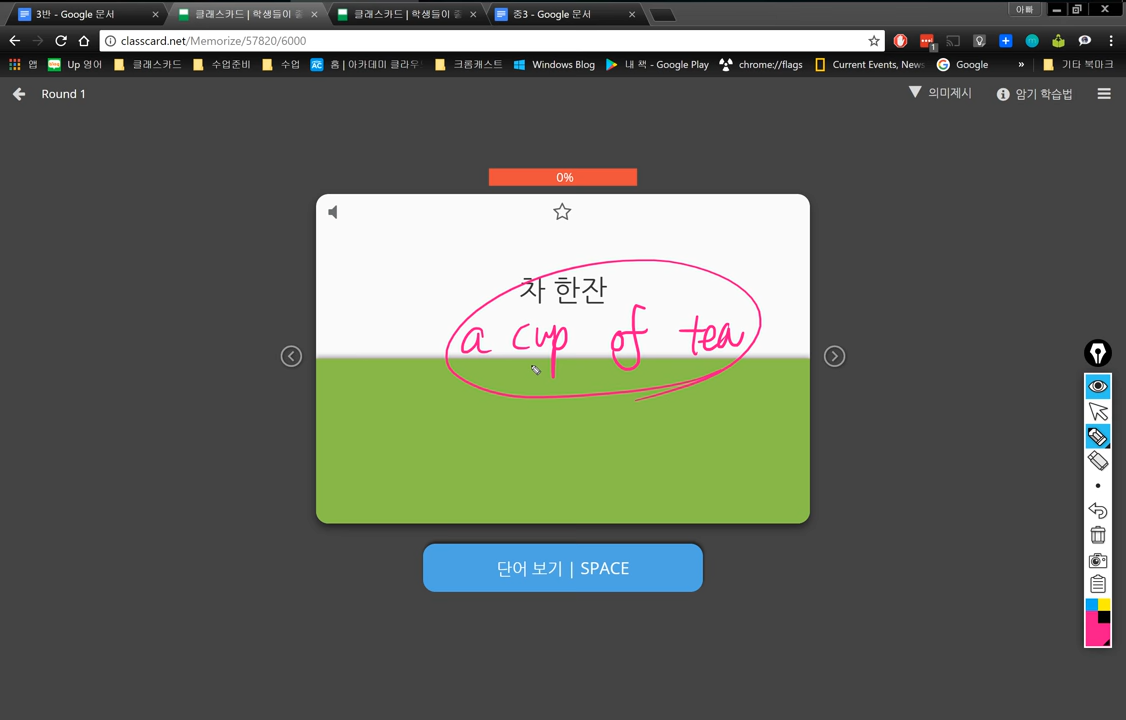 3반 - Google 문서
클래스카드 | 학생들이 좋
클래스카드 | 학생들이 좋
중3 - Google 문서
아빠
classcard.net/Memorize/57820/6000
1
앱
Up 영어
클래스카드
수업준비
수업
홈 | 아카데미 클라우
크롬캐스트
Windows Blog
내 책 - Google Play
chrome://flags
Current Events, News
Google
»
기타 북마크
Round 1
의미제시
암기 학습법
0%
차 한잔
a cup of tea
단어 보기 | SPACE